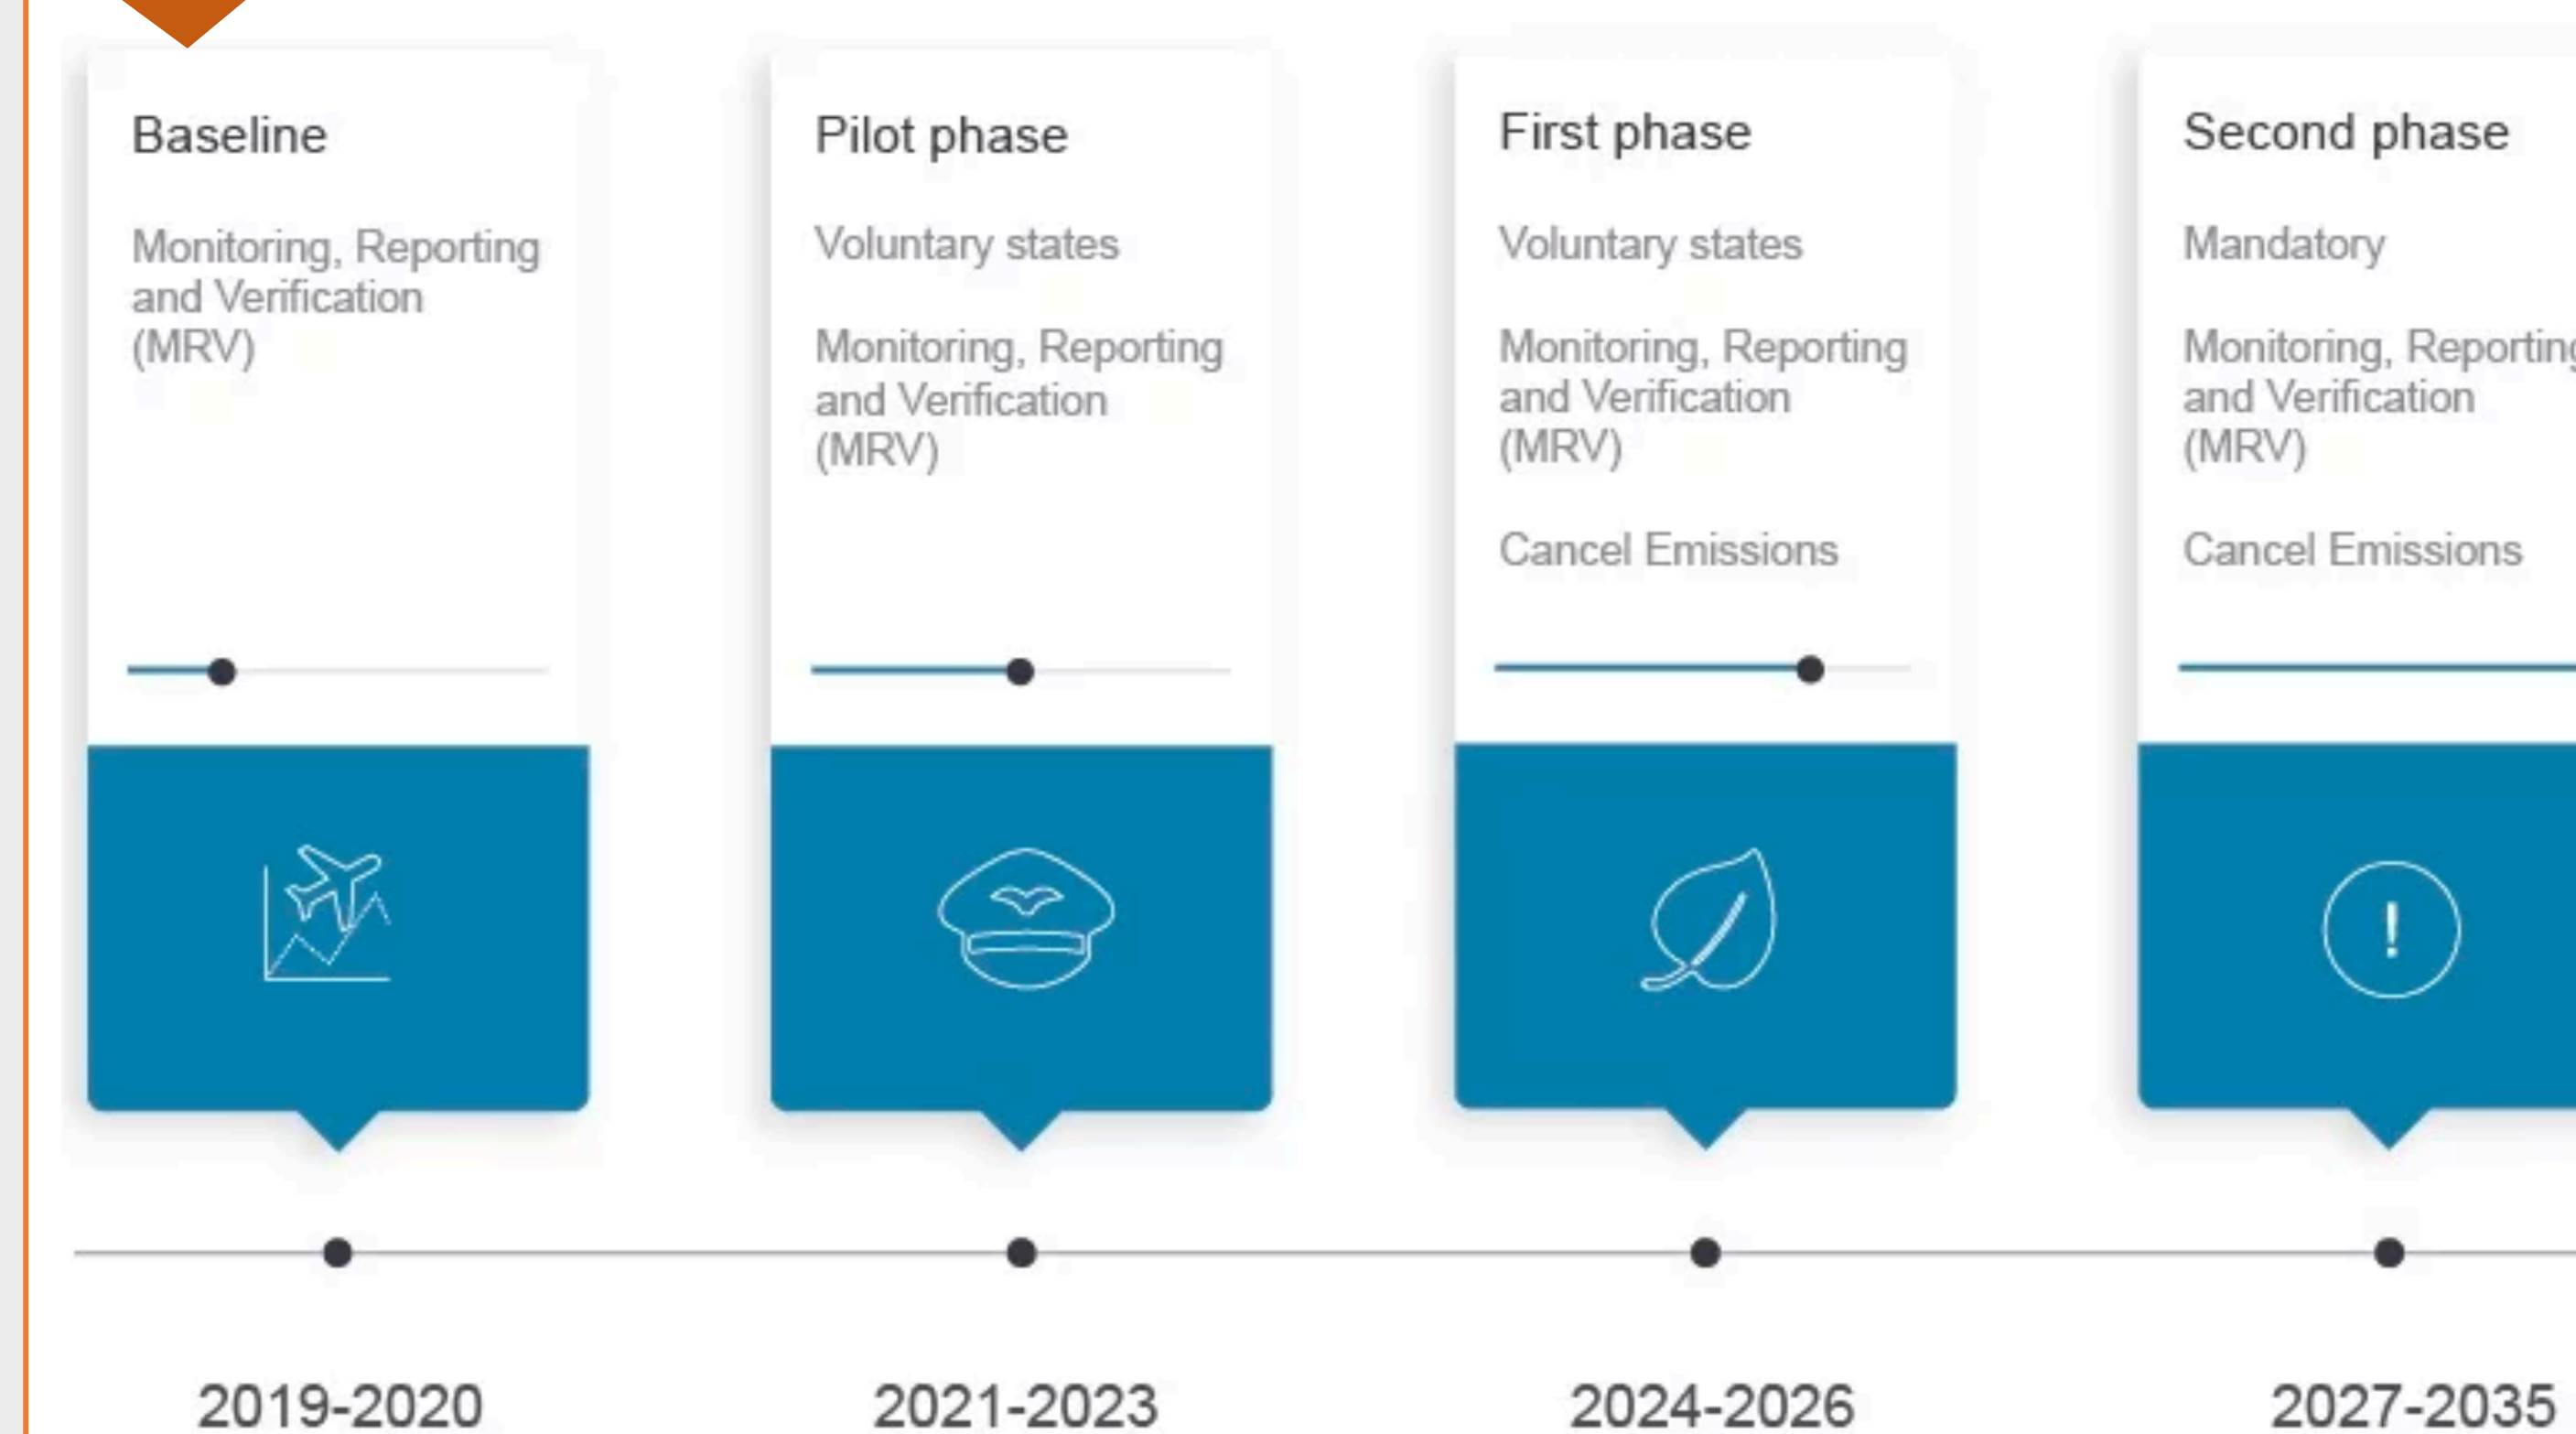 Baseline
Monitoring, Reporting
and Verification
(MRV)
Pilot phase
Voluntary states
Monitoring, Reporting
and Verification
(MRV)
First phase
Voluntary states
Monitoring, Reporting
and Verification
(MRV)
Cancel Emissions
Second phase
Mandatory
Monitoring, Reporting
and Verification
(MRV)
Cancel Emissions
!
2019-2020
2021-2023
2024-2026
2027-2035